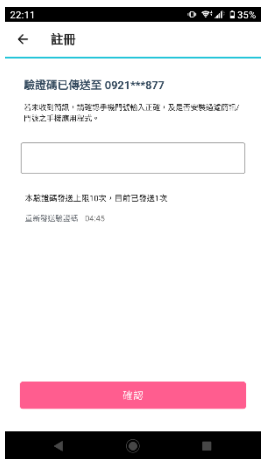 22:11
35%
註冊
驗證碼已傳送至 0921***877
若未收到簡訊,請確認手機門號輸入正確,及是否安裝過濾簡訊/
門號之手機應用程式。
本驗證碼發送上限10次,目前已發送1次
重新發送驗證碼 04:45
確認